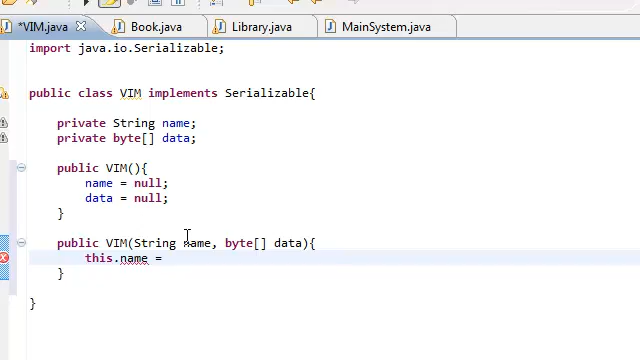 *VIM.java Book.java Library.java MainSystem.java
import java.io.Serializable;
public class VIM implements Serializable{
private String name;
private byte[] data;
public VIM(){
name = null;
data = null;
}
public VIM(String name, byte[] data){
this.name =
}
}